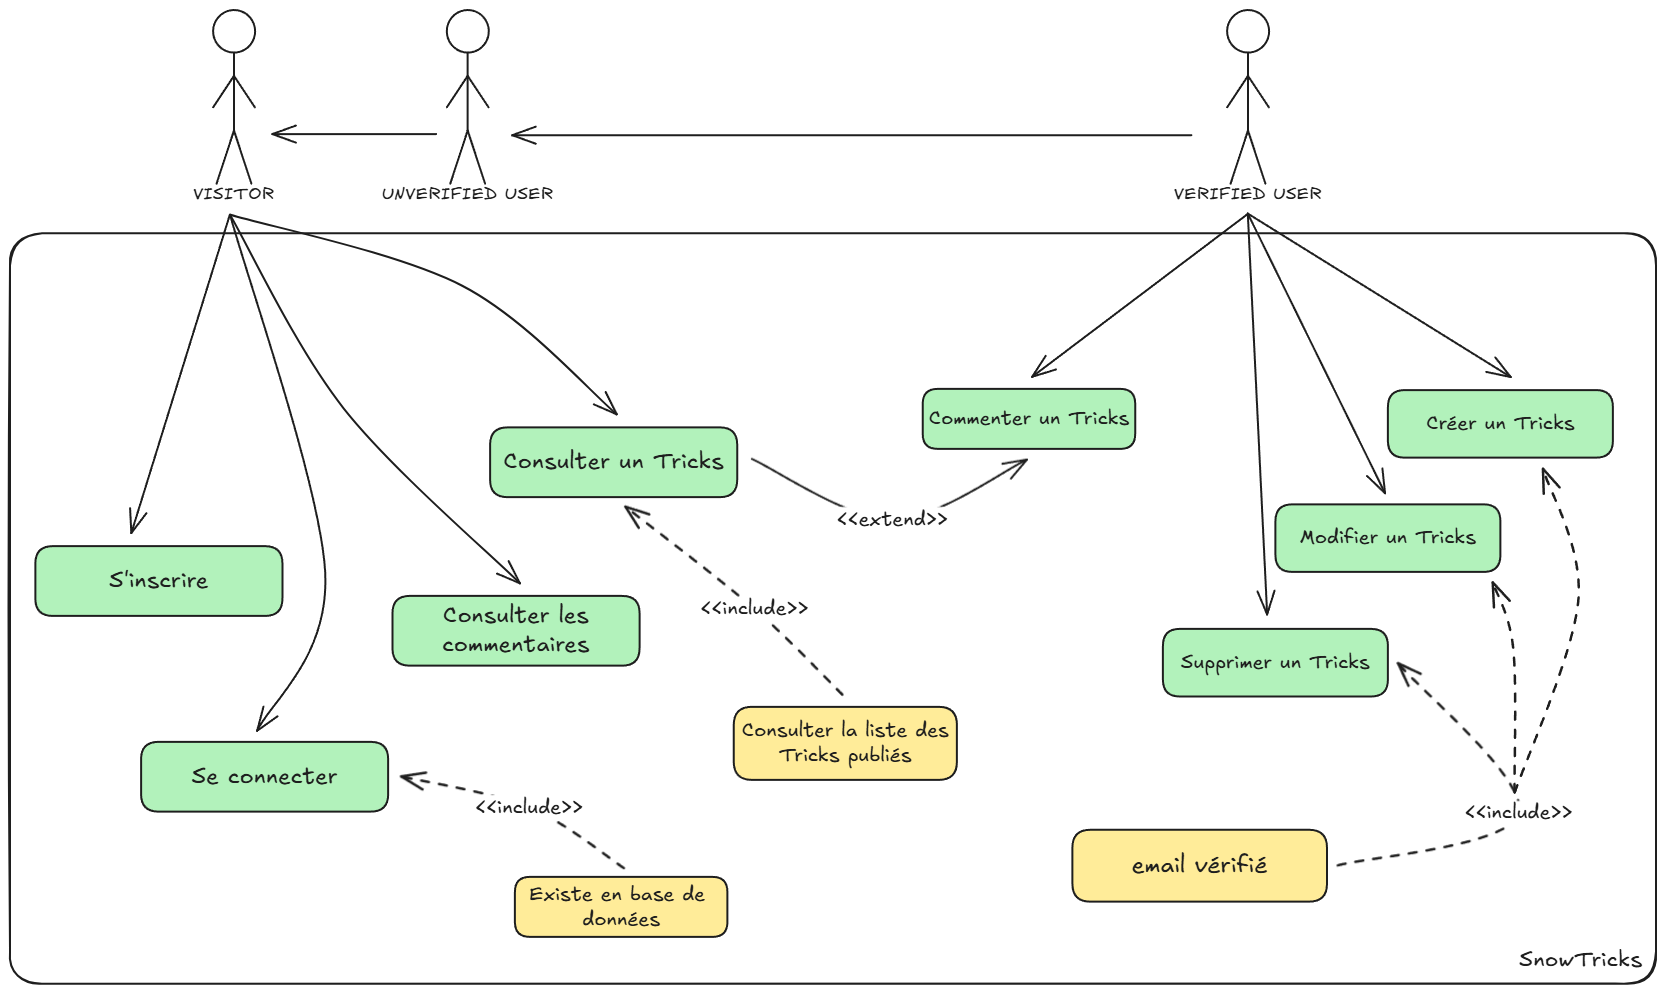 VISITOR
UNVERIFIED USER
VERIFIED USER
Commenter un Tricks
Créer un Tricks
Consulter un Tricks
<<extend>>
Modifier un Tricks
S'inscrire
Consulter les
commentaires
<<include>>
Supprimer un Tricks
Consulter la liste des
Tricks publiés
Se connecter
<<include>>
<<include>>
email vérifié
Existe en base de
données
SnowTricks